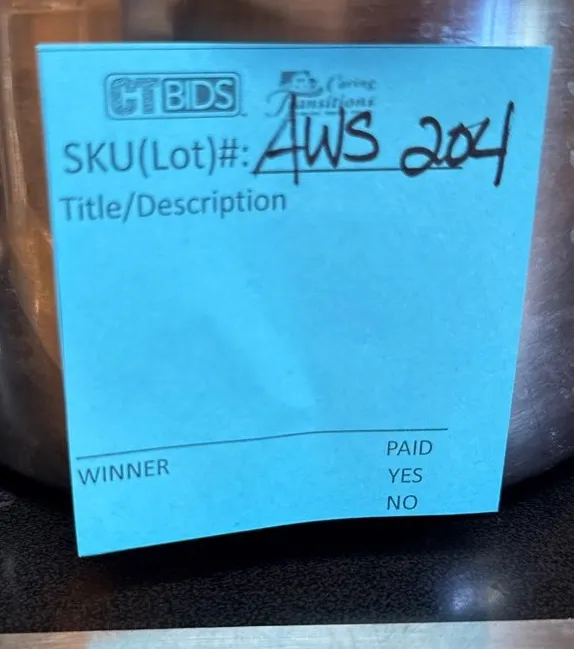 CTBIDS
Caring
Transitions
SKU(Lot)#: AWS 204
Title/Description
WINNER
PAID
YES
NO